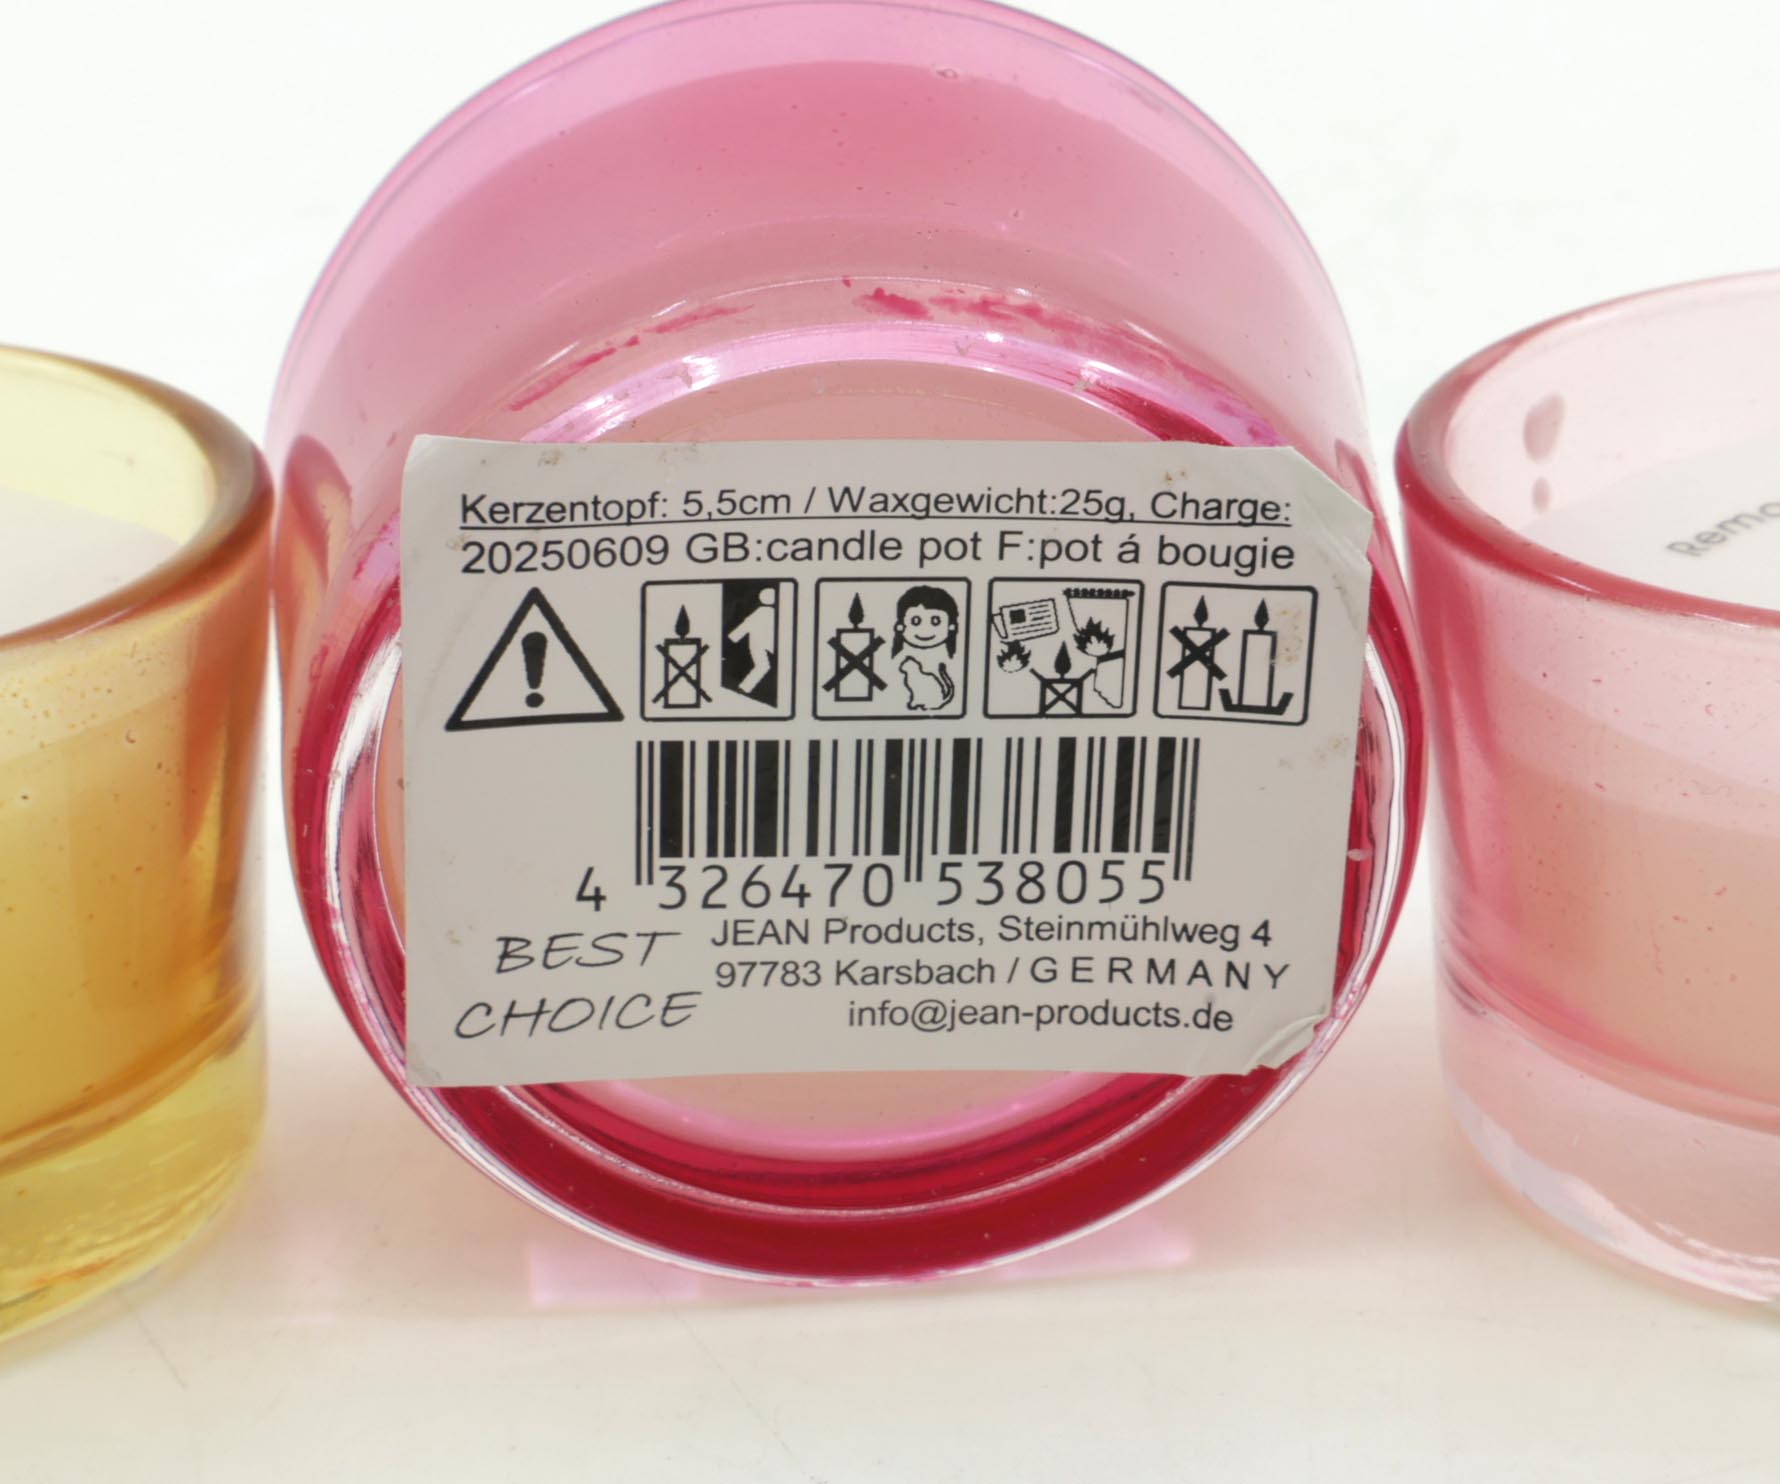 Kerzentopf: 5,5cm / Waxgewicht:25g, Charge:
20250609 GB:candle pot F:pot á bougie
4 326470 538055
BEST
CHOICE
JEAN Products, Steinmühlweg 4
97783 Karsbach / GERMANY
info@jean-products.de